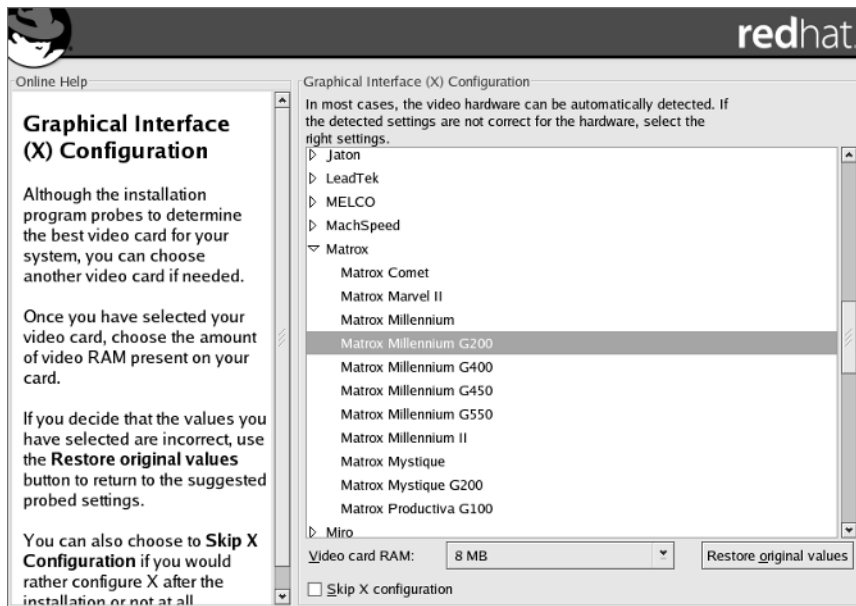 redhat.
Online Help
Graphical Interface
(X) Configuration
Although the installation
program probes to determine
the best video card for your
system, you can choose
another video card if needed.
Once you have selected your
video card, choose the amount
of video RAM present on your
card.
If you decide that the values you
have selected are incorrect, use
the Restore original values
button to return to the suggested
probed settings.
You can also choose to Skip X
Configuration if you would
rather configure X after the
installation or not at all
Graphical Interface (X) Configuration
In most cases, the video hardware can be automatically detected. If
the detected settings are not correct for the hardware, select the
right settings.
Jaton
LeadTek
MELCO
MachSpeed
Matrox
Matrox Comet
Matrox Marvel II
Matrox Millennium
Matrox Millennium G200
Matrox Millennium G400
Matrox Millennium G450
Matrox Millennium G550
Matrox Millennium II
Matrox Mystique
Matrox Mystique G200
Matrox Productiva G100
Miro
Video card RAM: 8 MB Restore original values
Skip X configuration